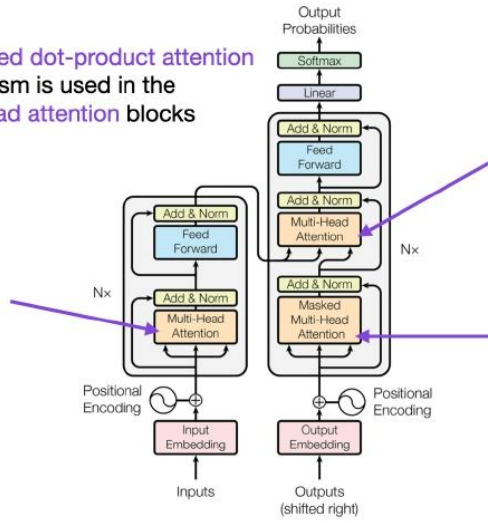 Output
Probabilities
ed dot-product attention
sm is used in the
ad attention blocks
Softmax
Linear
Add & Norm
Feed
Forward
Add & Norm
Multi-Head
Attention
Nx
Add & Norm
Masked
Multi-Head
Attention
Add & Norm
Feed
Forward
Nx
Add & Norm
Multi-Head
Attention
Positional
Encoding
Positional
Encoding
Input
Embedding
Output
Embedding
Inputs
Outputs
(shifted right)